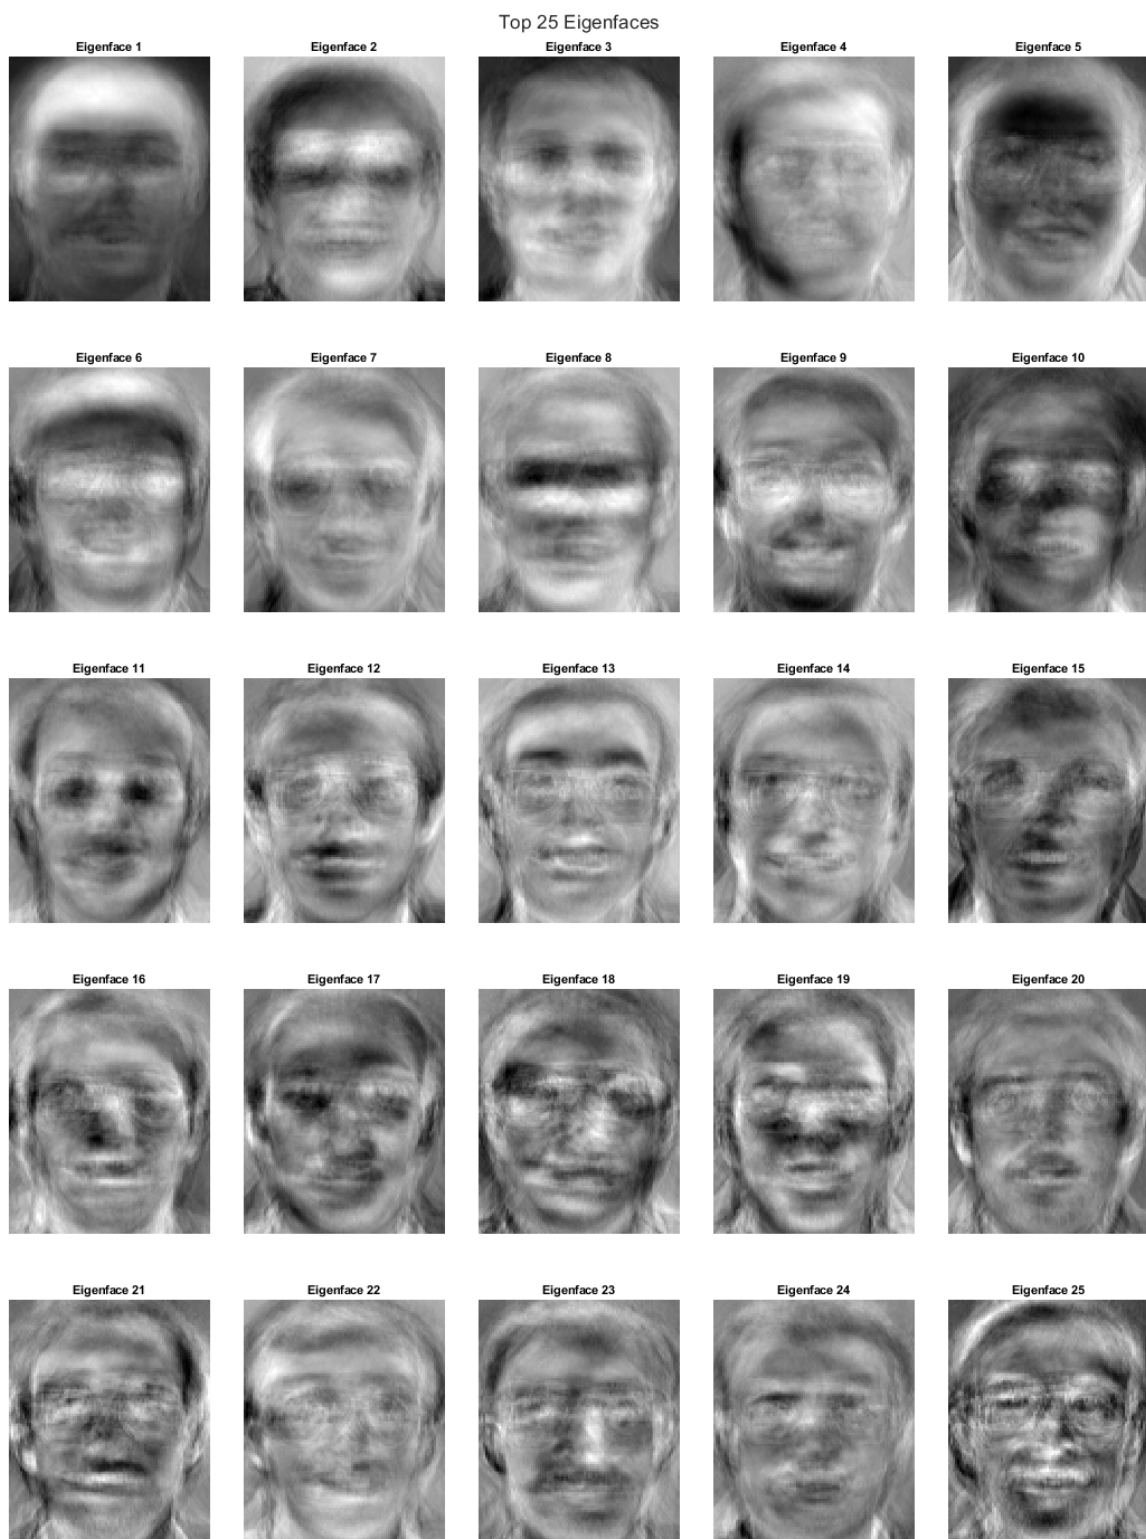 Top 25 Eigenfaces
Eigenface 1
Eigenface 2
Eigenface 3
Eigenface 4
Eigenface 5
Eigenface 6
Eigenface 7
Eigenface 8
Eigenface 9
Eigenface 10
Eigenface 11
Eigenface 12
Eigenface 13
Eigenface 14
Eigenface 15
Eigenface 16
Eigenface 17
Eigenface 18
Eigenface 19
Eigenface 20
Eigenface 21
Eigenface 22
Eigenface 23
Eigenface 24
Eigenface 25